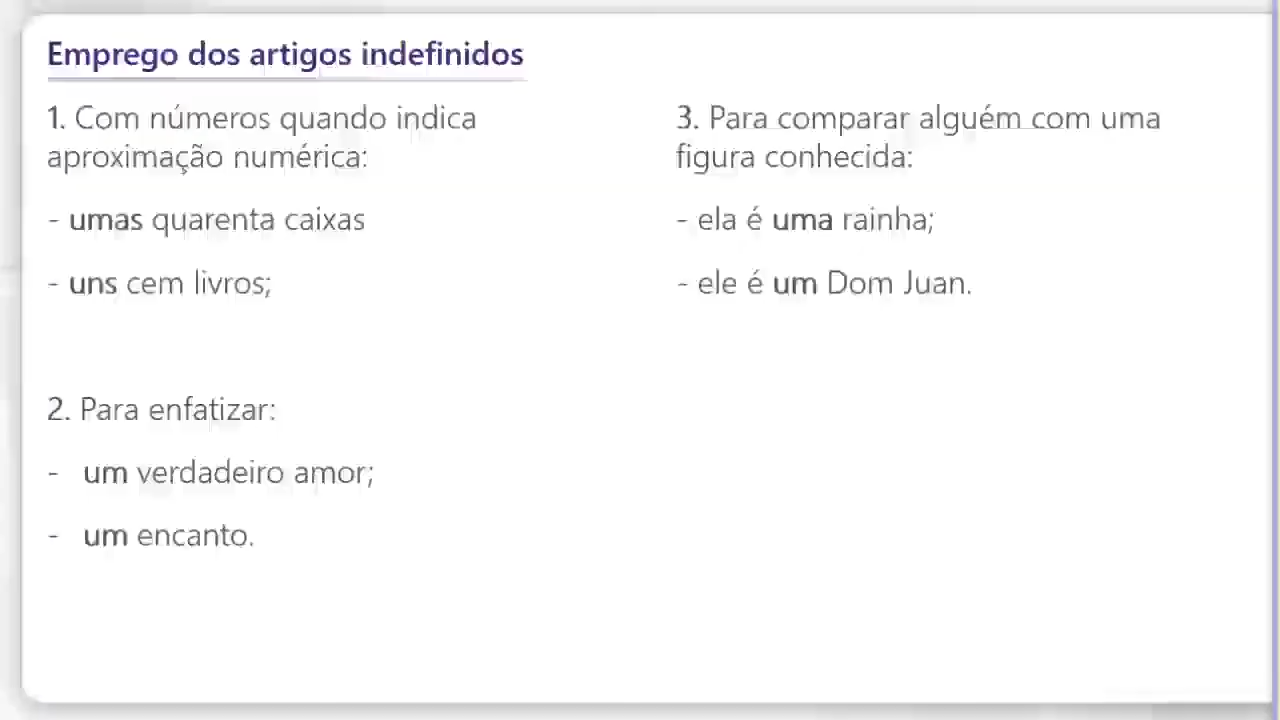 Emprego dos artigos indefinidos
1. Com números quando indica
aproximação numérica:
- umas quarenta caixas
- uns cem livros;
2. Para enfatizar:
- um verdadeiro amor;
- um encanto.
3. Para comparar alguém com uma
figura conhecida:
- ela é uma rainha;
- ele é um Dom Juan.